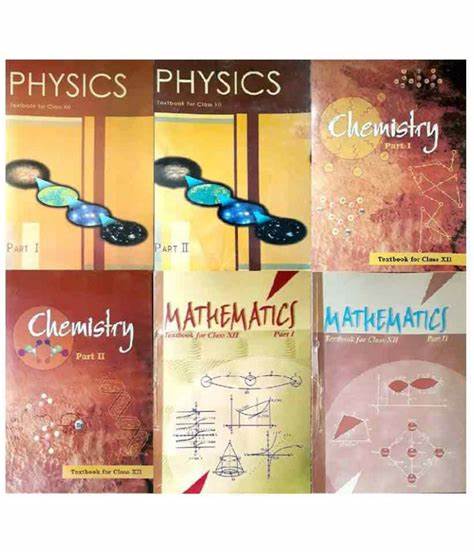 PHYSICS
Textbook for Class XII
PART I
PHYSICS
Textbook for Class XII
PART II
Chemistry
Part I
Textbook for Class XII
Chemistry
Part II
Textbook for Class XII
MATHEMATICS
Textbook for Class XII
Part I
MATHEMATICS
Textbook for Class XII
Part II